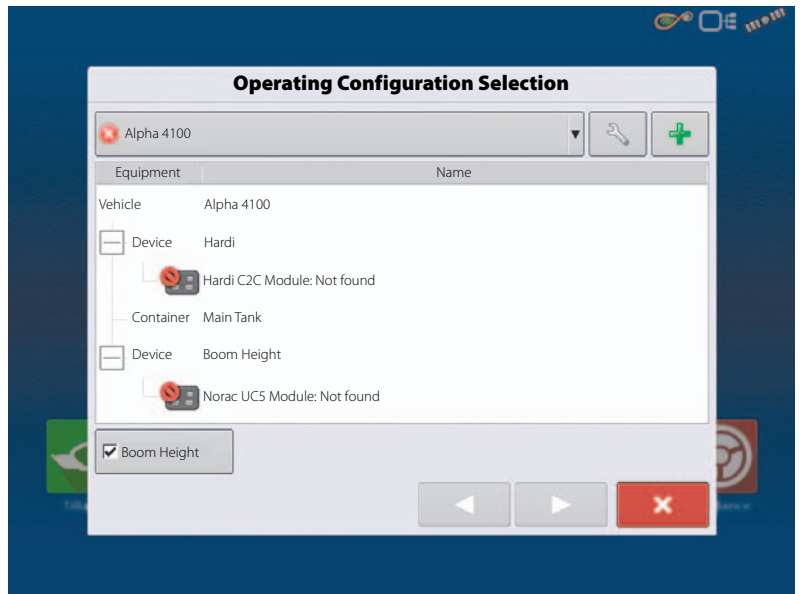 Operating Configuration Selection
Alpha 4100
Equipment Name
Vehicle Alpha 4100
Device Hardi
Hardi C2C Module: Not found
Container Main Tank
Device Boom Height
Norac UC5 Module: Not found
Boom Height